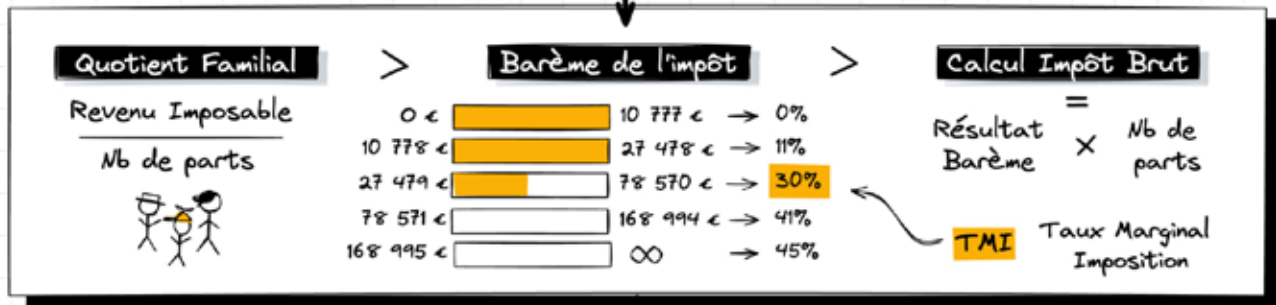 Quotient Familial > Barème de l'impôt > Calcul Impôt Brut
Revenu Imposable
Nb de parts
0 € 10 777 € → 0%
10 778 € 27 478 € → 11%
27 479 € 78 570 € → 30%
78 571 € 168 994 € → 41%
168 995 € ∞ → 45%
=
Résultat Barème × Nb de parts
TMI Taux Marginal
Imposition